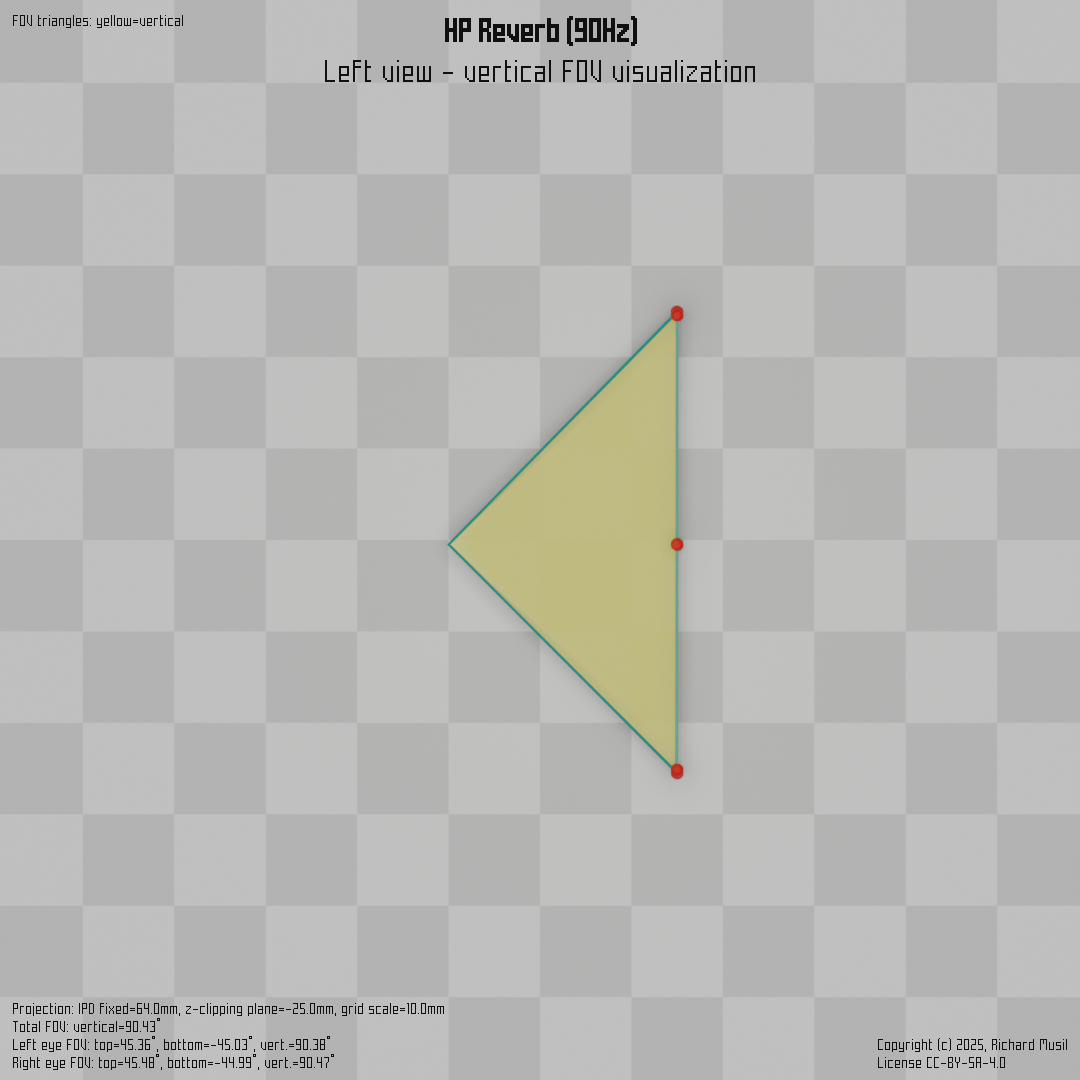 FOV triangles: yellow=vertical
HP Reverb (90Hz)
Left view - vertical FOV visualization
Projection: IPD fixed=64.0mm, z-clipping plane=-25.0mm, grid scale=10.0mm
Total FOV: vertical=90.43°
Left eye FOV: top=45.36°, bottom=-45.03°, vert.=90.38°
Right eye FOV: top=45.48°, bottom=-44.99°, vert.=90.47°
Copyright (c) 2025, Richard Musil
License CC-BY-SA-4.0